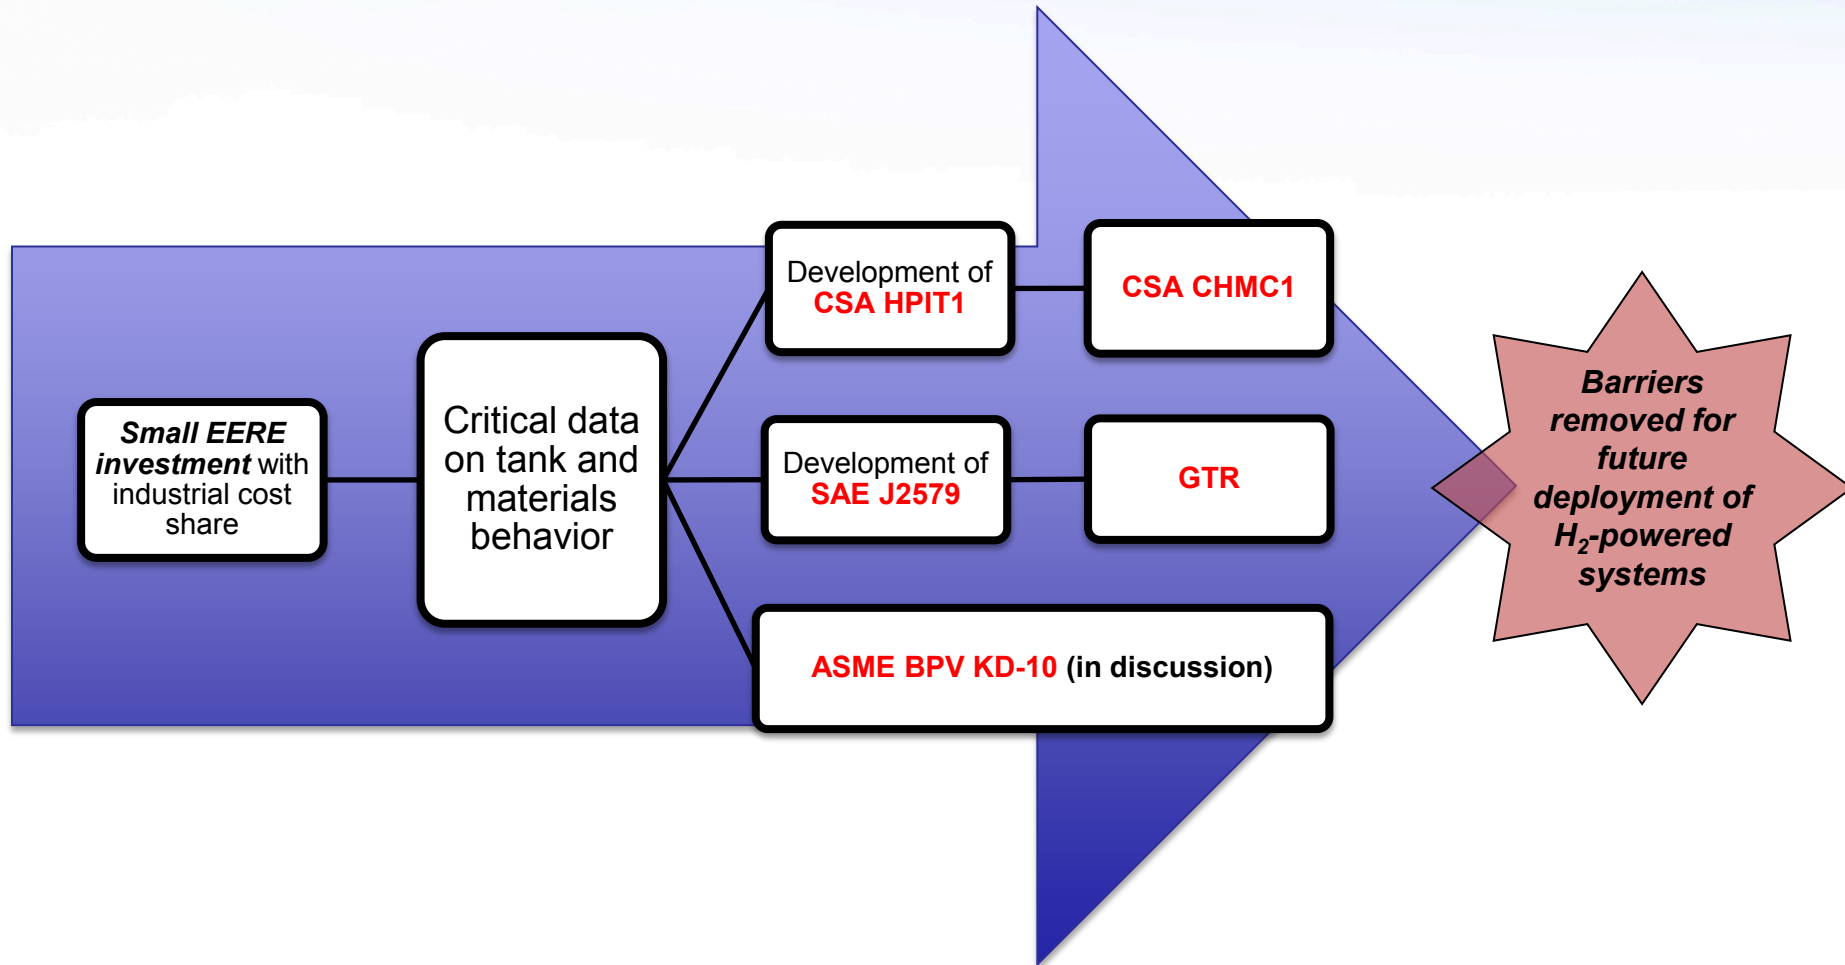 Small EERE
investment with
industrial cost
share
Critical data
on tank and
materials
behavior
Development of
CSA HPIT1
CSA CHMC1
Development of
SAE J2579
GTR
ASME BPV KD-10 (in discussion)
Barriers
removed for
future
deployment of
H₂-powered
systems